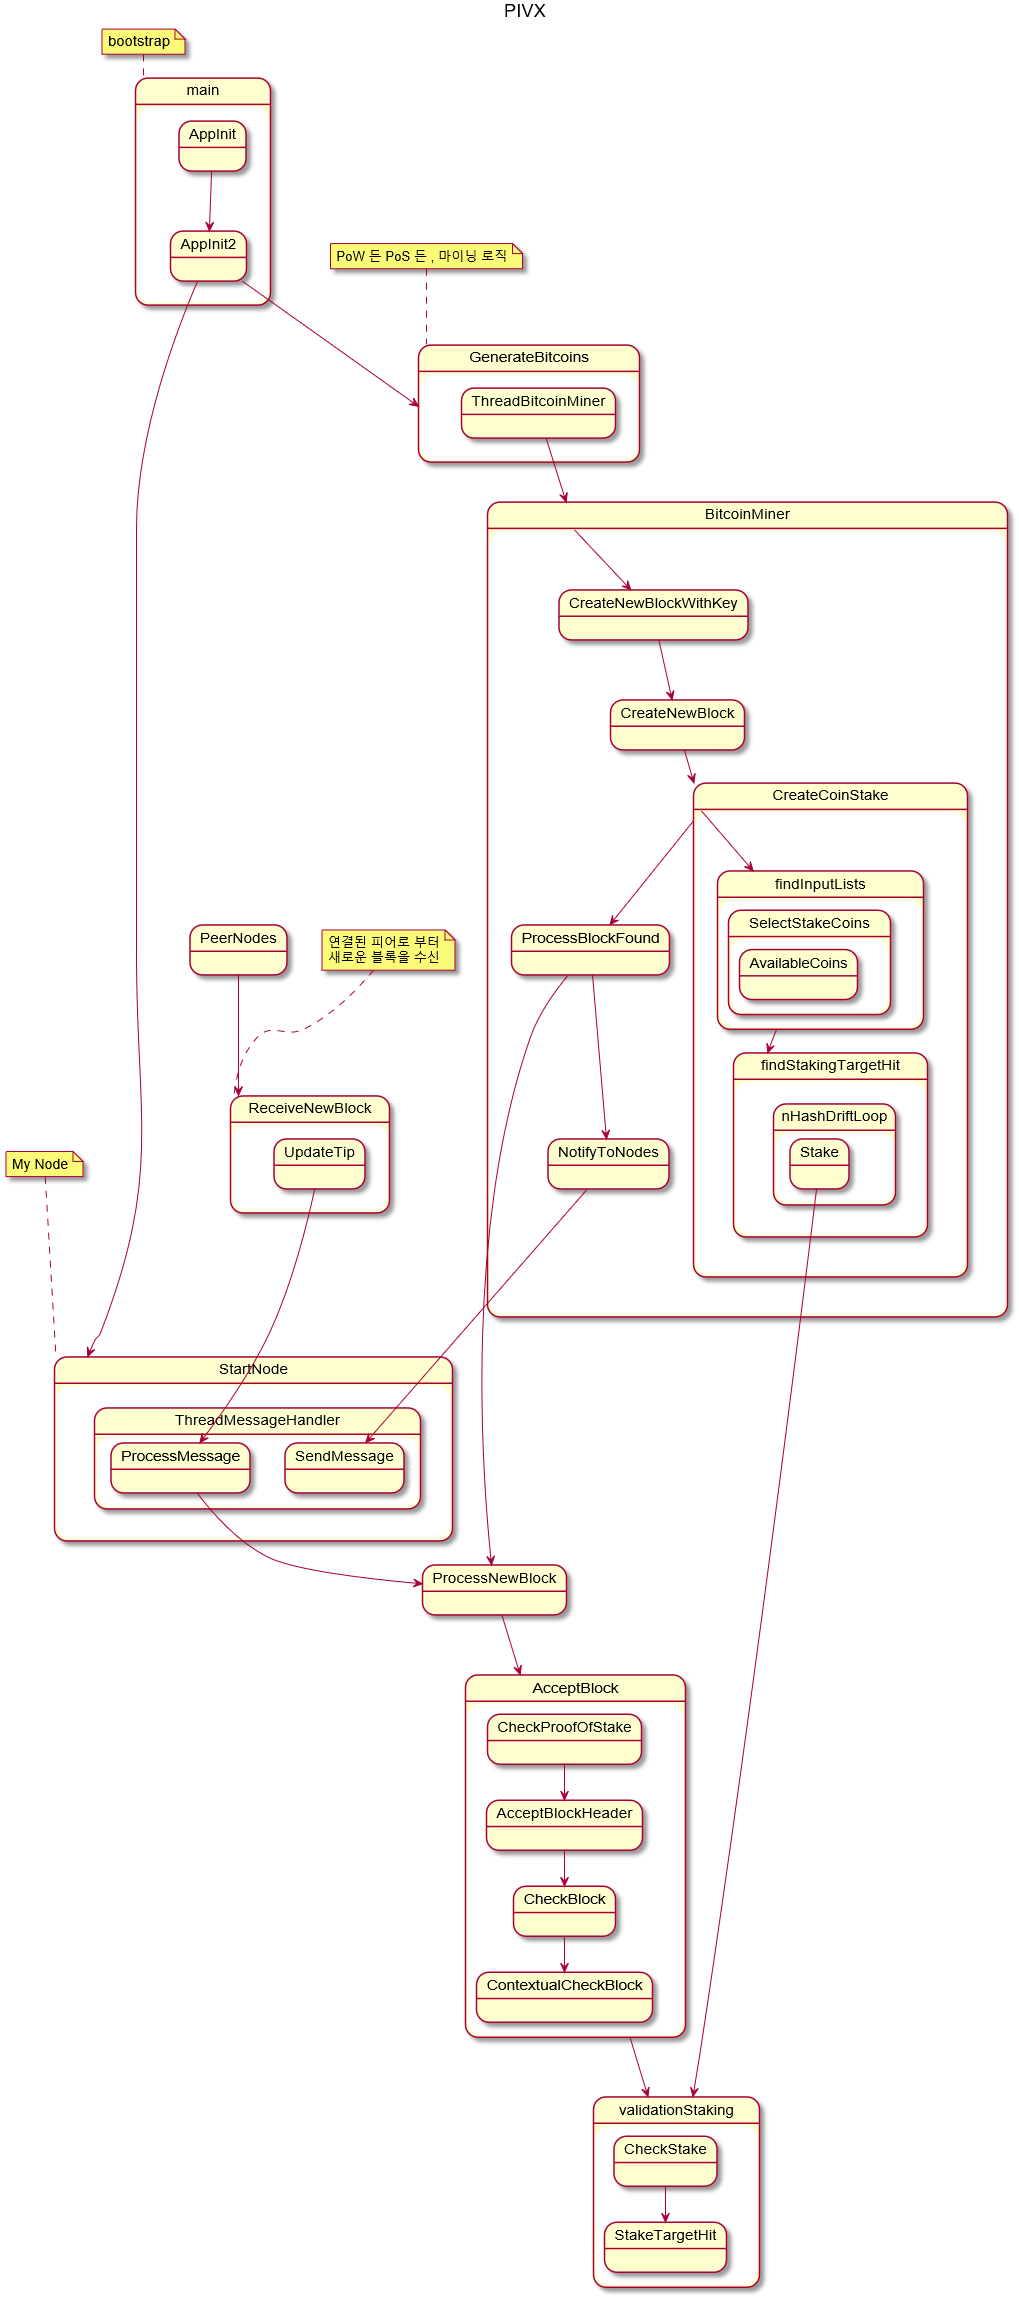 PIVX
bootstrap
main
AppInit
AppInit2
PoW 든 PoS 든 , 마이닝 로직
GenerateBitcoins
ThreadBitcoinMiner
BitcoinMiner
CreateNewBlockWithKey
CreateNewBlock
CreateCoinStake
findInputLists
SelectStakeCoins
AvailableCoins
ProcessBlockFound
PeerNodes
연결된 피어로 부터
새로운 블록을 수신
findStakingTargetHit
nHashDriftLoop
Stake
ReceiveNewBlock
UpdateTip
NotifyToNodes
My Node
StartNode
ThreadMessageHandler
ProcessMessage
SendMessage
ProcessNewBlock
AcceptBlock
CheckProofOfStake
AcceptBlockHeader
CheckBlock
ContextualCheckBlock
validationStaking
CheckStake
StakeTargetHit